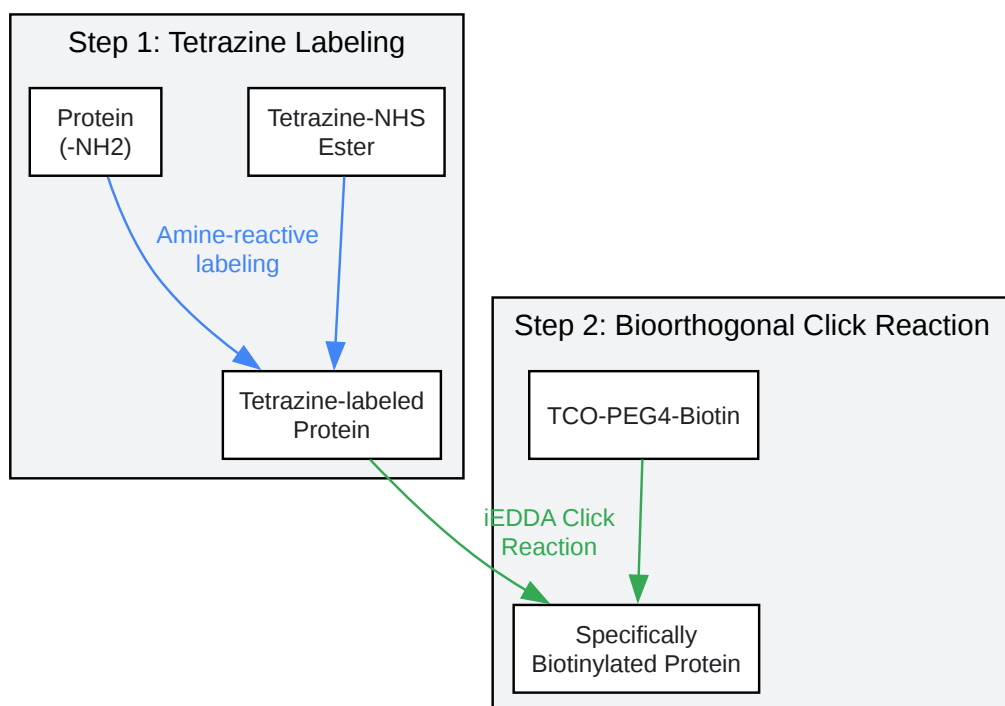 Step 1: Tetrazine Labeling
Protein
(-NH2)
Tetrazine-NHS
Ester
Amine-reactive
labeling
Tetrazine-labeled
Protein
Step 2: Bioorthogonal Click Reaction
TCO-PEG4-Biotin
iEDDA Click
Reaction
Specifically
Biotinylated Protein